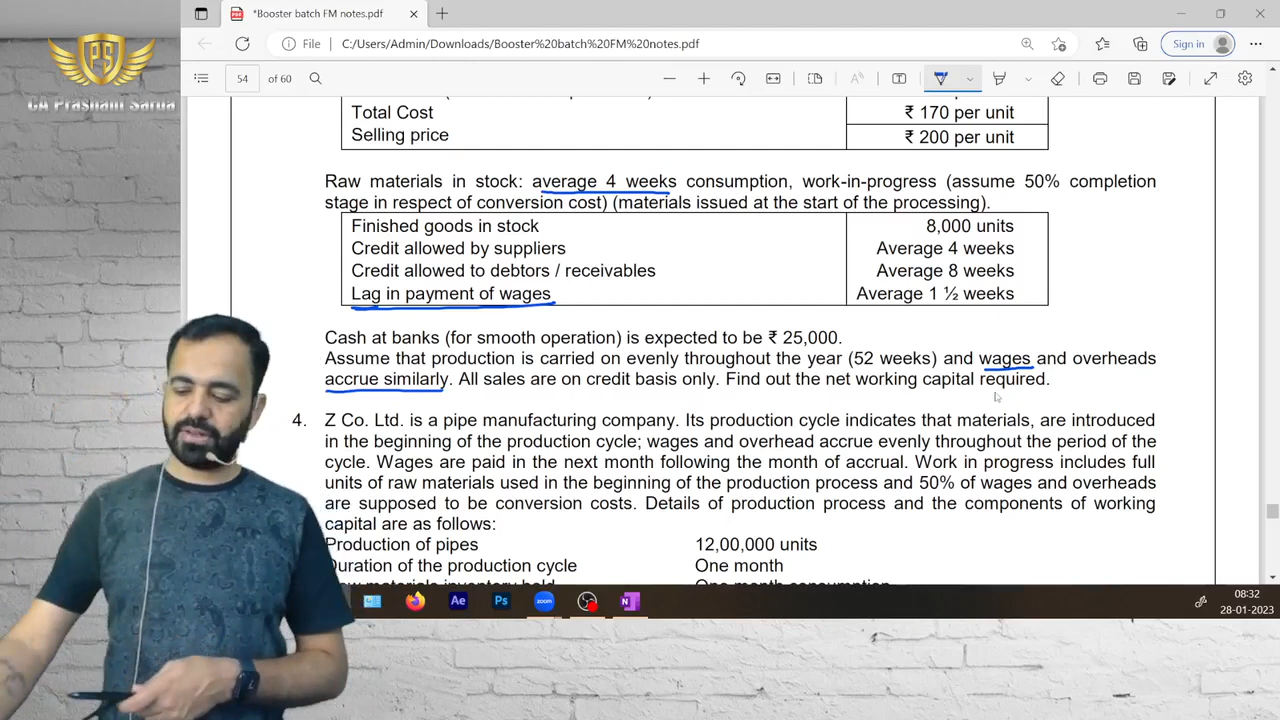 *Booster batch FM notes.pdf
PS
CA Prashant Sarda
File
C:/Users/Admin/Downloads/Booster%20batch%20FM%20notes.pdf
Sign in
54 of 60
Total Cost ₹ 170 per unit
Selling price ₹ 200 per unit
Raw materials in stock: average 4 weeks consumption, work-in-progress (assume 50% completion
stage in respect of conversion cost) (materials issued at the start of the processing).
Finished goods in stock 8,000 units
Credit allowed by suppliers Average 4 weeks
Credit allowed to debtors / receivables Average 8 weeks
Lag in payment of wages Average 1 ½ weeks
Cash at banks (for smooth operation) is expected to be ₹ 25,000.
Assume that production is carried on evenly throughout the year (52 weeks) and wages and overheads
accrue similarly. All sales are on credit basis only. Find out the net working capital required.
4. Z Co. Ltd. is a pipe manufacturing company. Its production cycle indicates that materials, are introduced
in the beginning of the production cycle; wages and overhead accrue evenly throughout the period of the
cycle. Wages are paid in the next month following the month of accrual. Work in progress includes full
units of raw materials used in the beginning of the production process and 50% of wages and overheads
are supposed to be conversion costs. Details of production process and the components of working
capital are as follows:
Production of pipes 12,00,000 units
Duration of the production cycle One month
One month consumption
Ae
Ps
zoom
N
08:32
28-01-2023